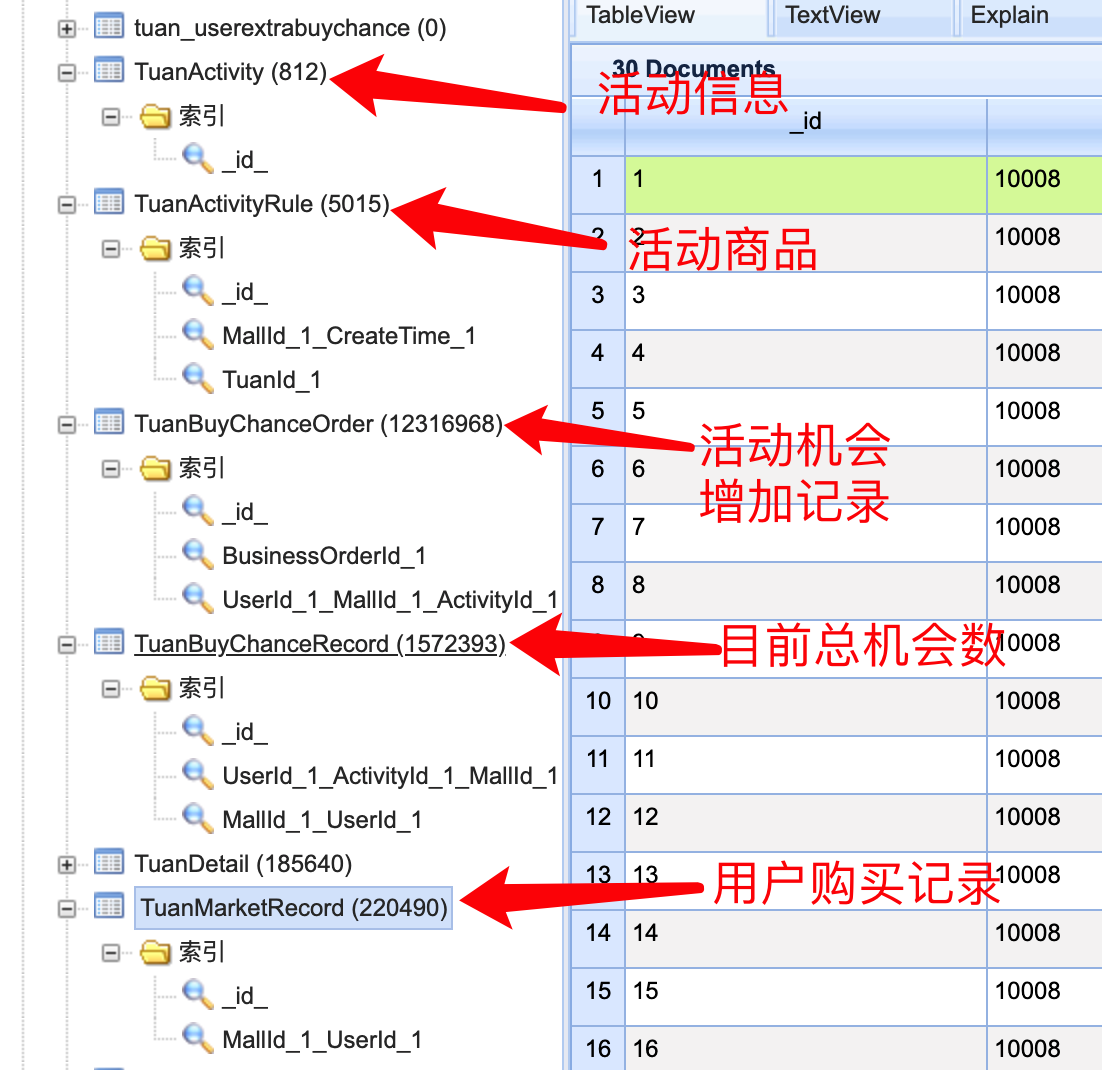 tuan_userextrabuychance (0)
TuanActivity (812)
索引
_id_
TuanActivityRule (5015)
索引
_id_
MallId_1_CreateTime_1
TuanId_1
TuanBuyChanceOrder (12316968)
索引
_id_
BusinessOrderId_1
UserId_1_MallId_1_ActivityId_1
TuanBuyChanceRecord (1572393)
索引
_id_
UserId_1_ActivityId_1_MallId_1
MallId_1_UserId_1
TuanDetail (185640)
TuanMarketRecord (220490)
索引
_id_
MallId_1_UserId_1
TableView TextView Explain
30 Documents
_id
1 1 10008
2 2 10008
3 3 10008
4 4 10008
5 5 10008
6 6 10008
7 7 10008
8 8 10008
9 9 10008
10 10 10008
11 11 10008
12 12 10008
13 13 10008
14 14 10008
15 15 10008
16 16 10008
活动信息
活动商品
活动机会
增加记录
目前总机会数
用户购买记录